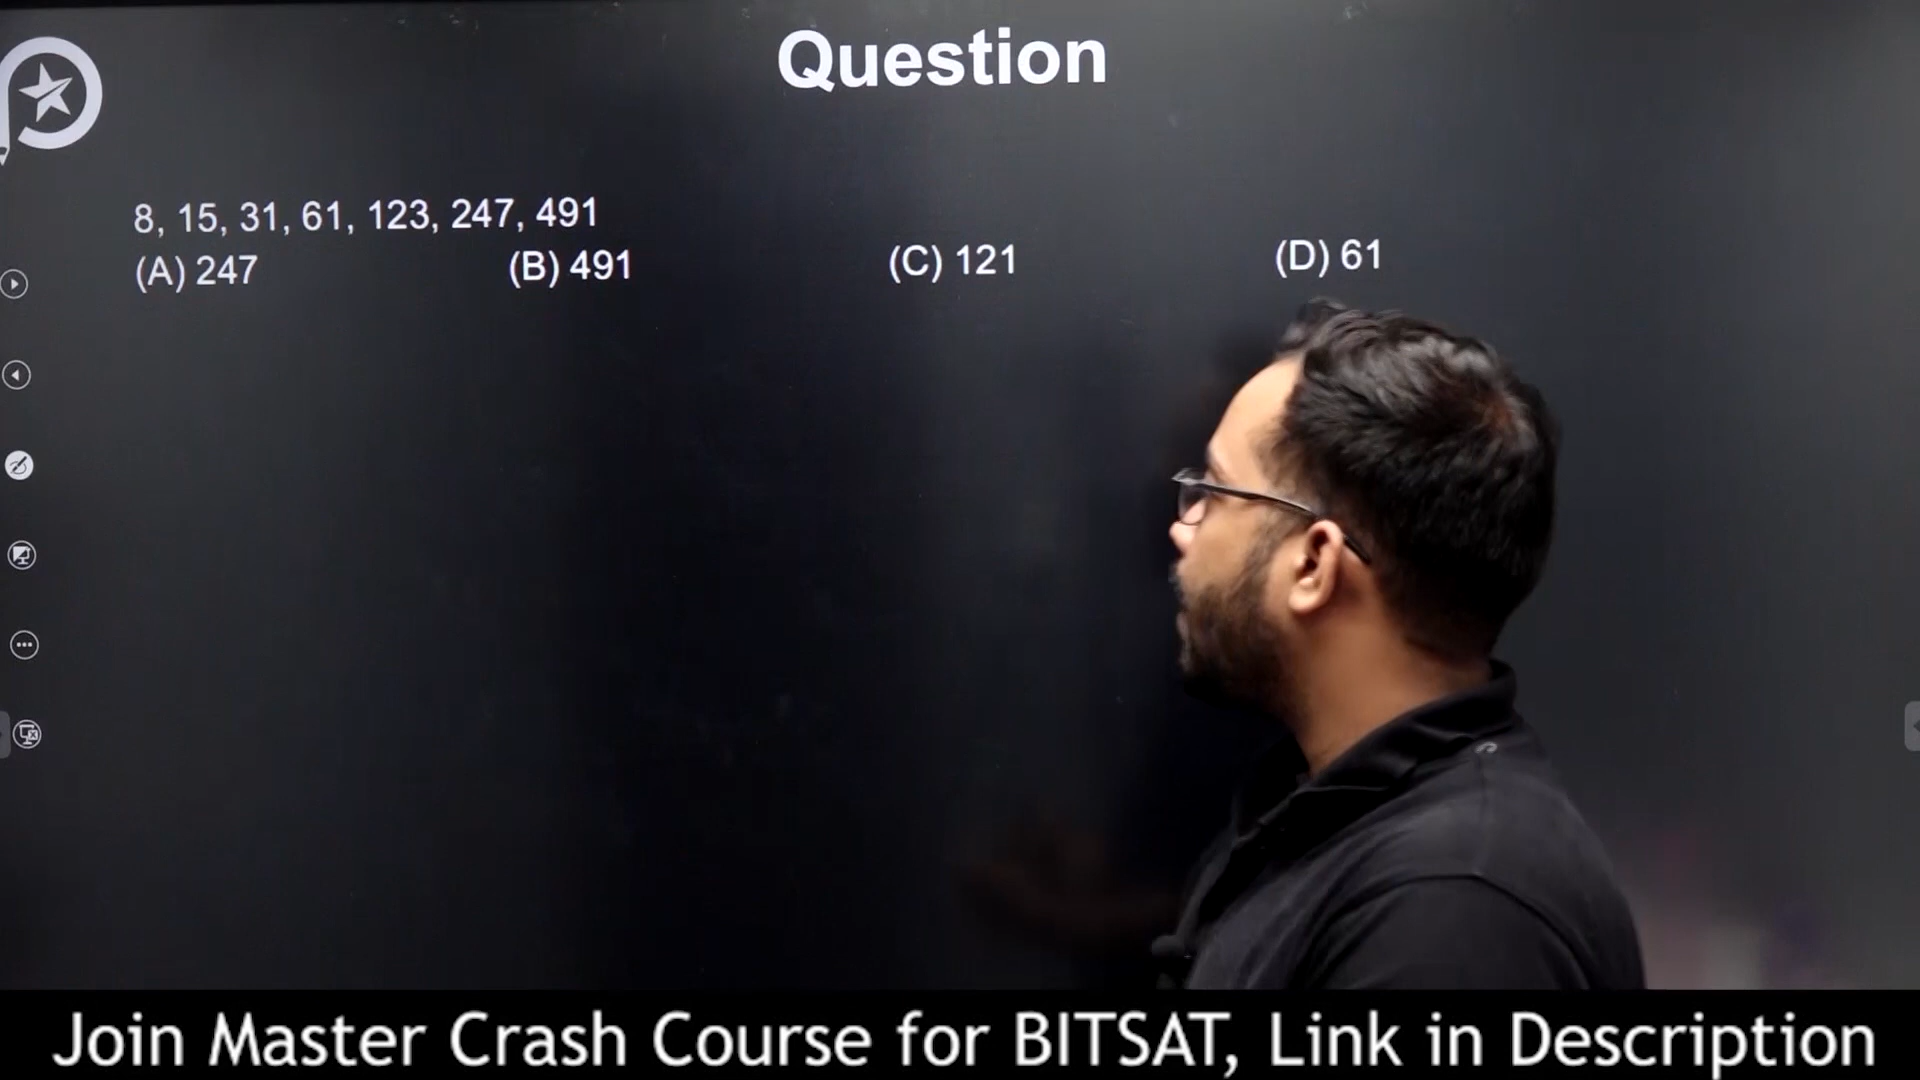 Question
8, 15, 31, 61, 123, 247, 491
(A) 247 (B) 491 (C) 121 (D) 61
Join Master Crash Course for BITSAT, Link in Description